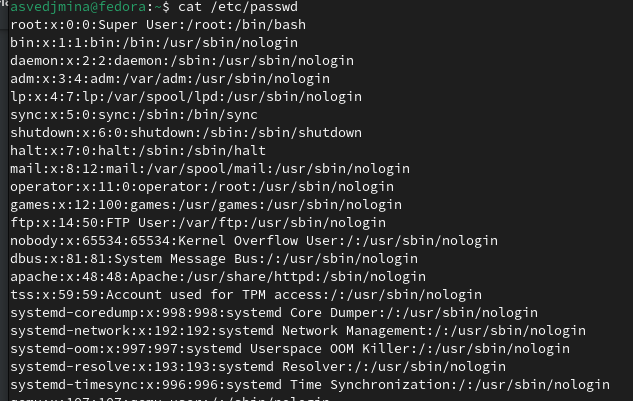 asvedjmina@fedora:~$ cat /etc/passwd
root:x:0:0:Super User:/root:/bin/bash
bin:x:1:1:bin:/bin:/usr/sbin/nologin
daemon:x:2:2:daemon:/sbin:/usr/sbin/nologin
adm:x:3:4:adm:/var/adm:/usr/sbin/nologin
lp:x:4:7:lp:/var/spool/lpd:/usr/sbin/nologin
sync:x:5:0:sync:/sbin:/bin/sync
shutdown:x:6:0:shutdown:/sbin:/sbin/shutdown
halt:x:7:0:halt:/sbin:/sbin/halt
mail:x:8:12:mail:/var/spool/mail:/usr/sbin/nologin
operator:x:11:0:operator:/root:/usr/sbin/nologin
games:x:12:100:games:/usr/games:/usr/sbin/nologin
ftp:x:14:50:FTP User:/var/ftp:/usr/sbin/nologin
nobody:x:65534:65534:Kernel Overflow User:/:/usr/sbin/nologin
dbus:x:81:81:System Message Bus:/:/usr/sbin/nologin
apache:x:48:48:Apache:/usr/share/httpd:/sbin/nologin
tss:x:59:59:Account used for TPM access:/:/usr/sbin/nologin
systemd-coredump:x:998:998:systemd Core Dumper:/:/usr/sbin/nologin
systemd-network:x:192:192:systemd Network Management:/:/usr/sbin/nologin
systemd-oom:x:997:997:systemd Userspace OOM Killer:/:/usr/sbin/nologin
systemd-resolve:x:193:193:systemd Resolver:/:/usr/sbin/nologin
systemd-timesync:x:996:996:systemd Time Synchronization:/:/usr/sbin/nologin